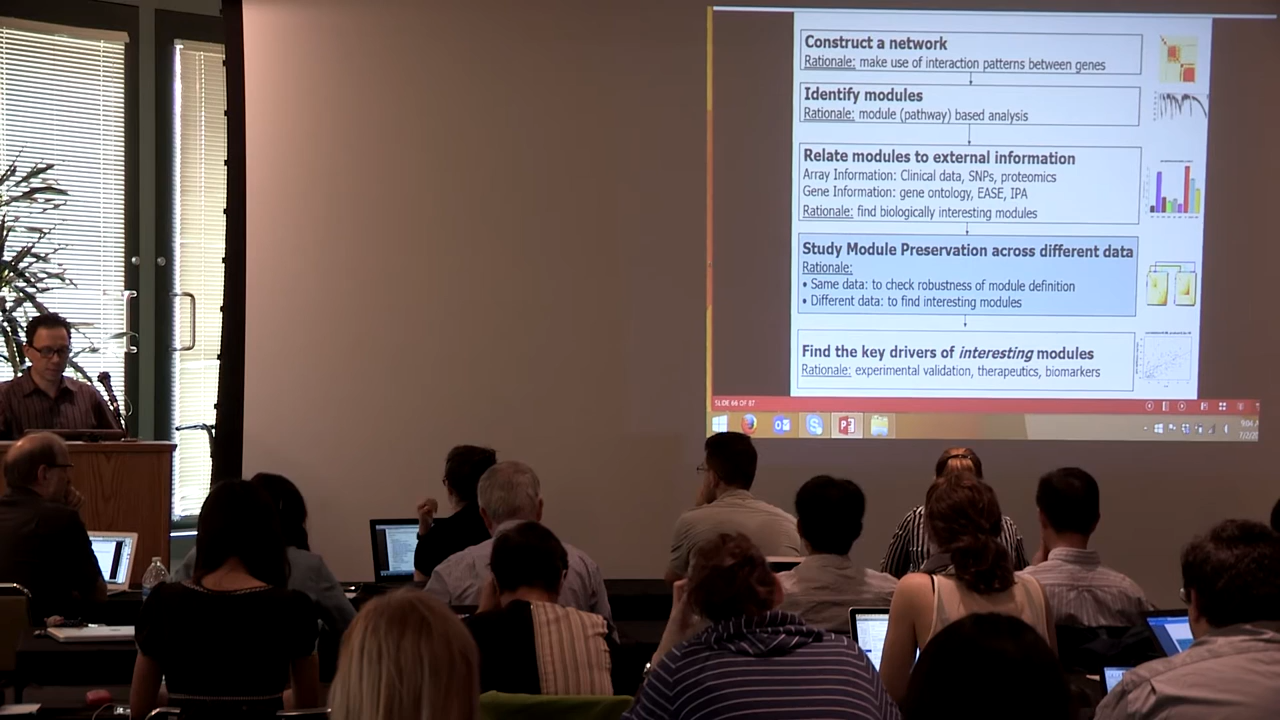 Construct a network
Rationale: make use of interaction patterns between genes
Identify modules
Rationale: module (pathway) based analysis
Relate modules to external information
Array Information: Clinical data, SNPs, proteomics
Gene Information: gene ontology, EASE, IPA
Rationale: find biologically interesting modules
Study Module Preservation across different data
Rationale:
• Same data: to check robustness of module definition
• Different data: to find interesting modules
Find the key drivers of interesting modules
Rationale: experimental validation, therapeutics, biomarkers
SLIDE 66 OF 87